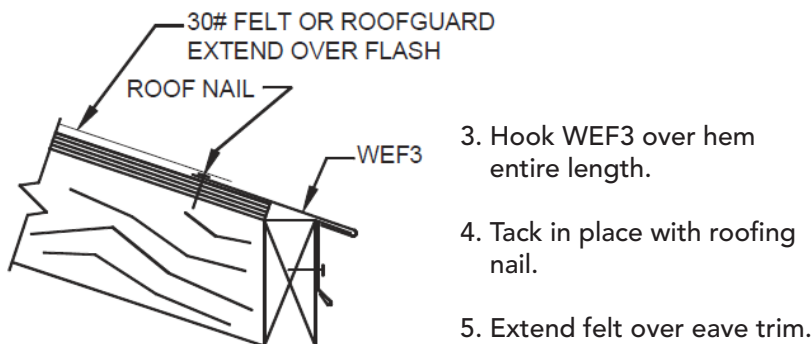 30# FELT OR ROOFGUARD
EXTEND OVER FLASH
ROOF NAIL
WEF3
3. Hook WEF3 over hem
entire length.
4. Tack in place with roofing
nail.
5. Extend felt over eave trim.